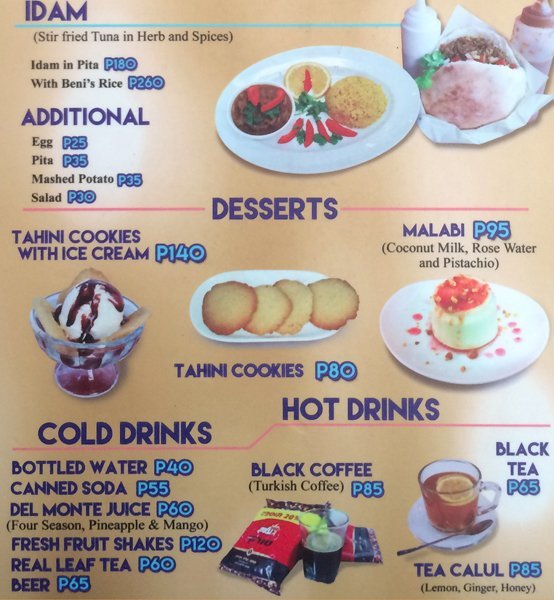 IDAM
(Stir fried Tuna in Herb and Spices)
Idam in Pita P180
With Beni's Rice P260
ADDITIONAL
Egg P25
Pita P35
Mashed Potato P35
Salad P30
DESSERTS
TAHINI COOKIES
WITH ICE CREAM P140
MALABI P95
(Coconut Milk, Rose Water
and Pistachio)
TAHINI COOKIES P80
COLD DRINKS
BOTTLED WATER P40
CANNED SODA P55
DEL MONTE JUICE P60
(Four Season, Pineapple & Mango)
FRESH FRUIT SHAKES P120
REAL LEAF TEA P60
BEER P65
HOT DRINKS
BLACK COFFEE
(Turkish Coffee) P85
BLACK
TEA
P65
TEA CALUL P85
(Lemon, Ginger, Honey)